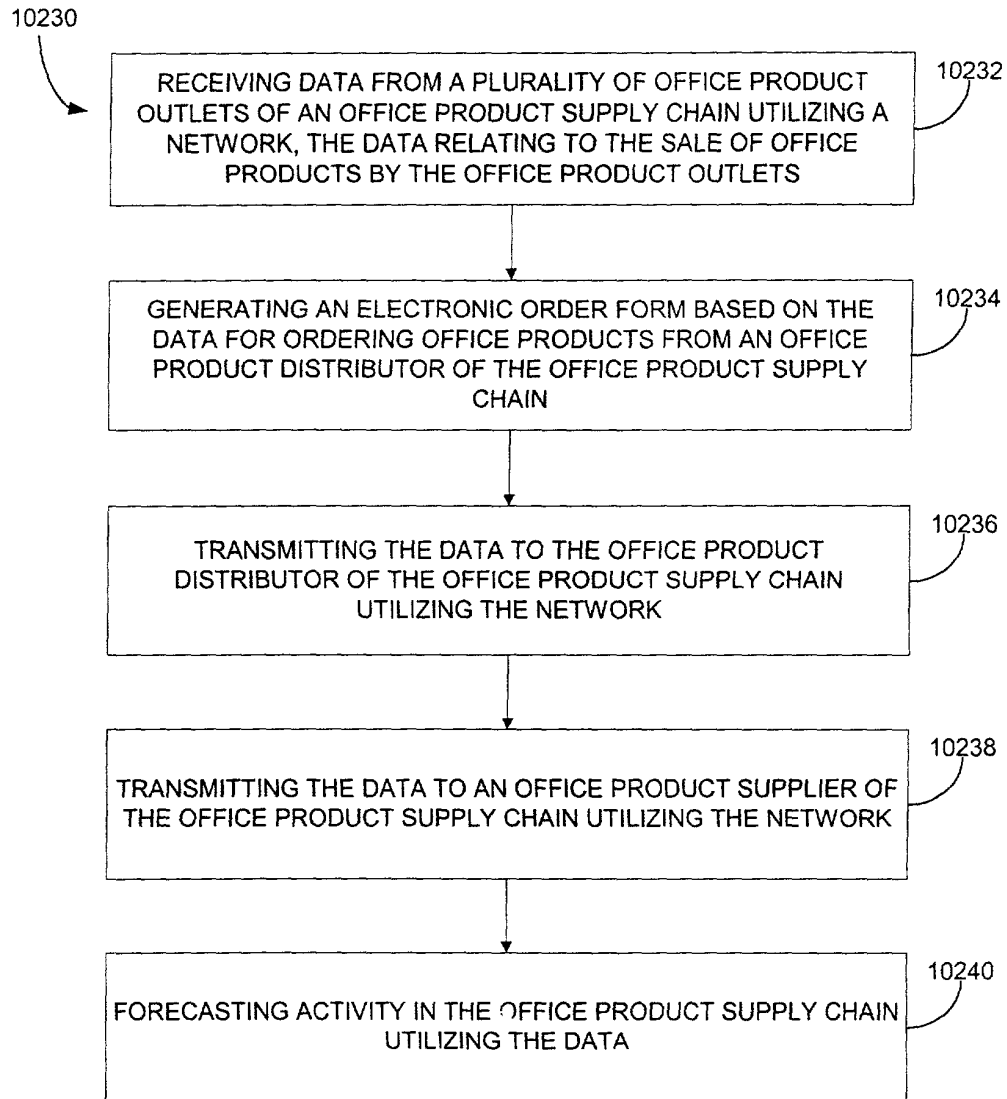 10230
RECEIVING DATA FROM A PLURALITY OF OFFICE PRODUCT
OUTLETS OF AN OFFICE PRODUCT SUPPLY CHAIN UTILIZING A
NETWORK, THE DATA RELATING TO THE SALE OF OFFICE
PRODUCTS BY THE OFFICE PRODUCT OUTLETS
10232
GENERATING AN ELECTRONIC ORDER FORM BASED ON THE
DATA FOR ORDERING OFFICE PRODUCTS FROM AN OFFICE
PRODUCT DISTRIBUTOR OF THE OFFICE PRODUCT SUPPLY
CHAIN
10234
TRANSMITTING THE DATA TO THE OFFICE PRODUCT
DISTRIBUTOR OF THE OFFICE PRODUCT SUPPLY CHAIN
UTILIZING THE NETWORK
10236
TRANSMITTING THE DATA TO AN OFFICE PRODUCT SUPPLIER OF
THE OFFICE PRODUCT SUPPLY CHAIN UTILIZING THE NETWORK
10238
FORECASTING ACTIVITY IN THE OFFICE PRODUCT SUPPLY CHAIN
UTILIZING THE DATA
10240